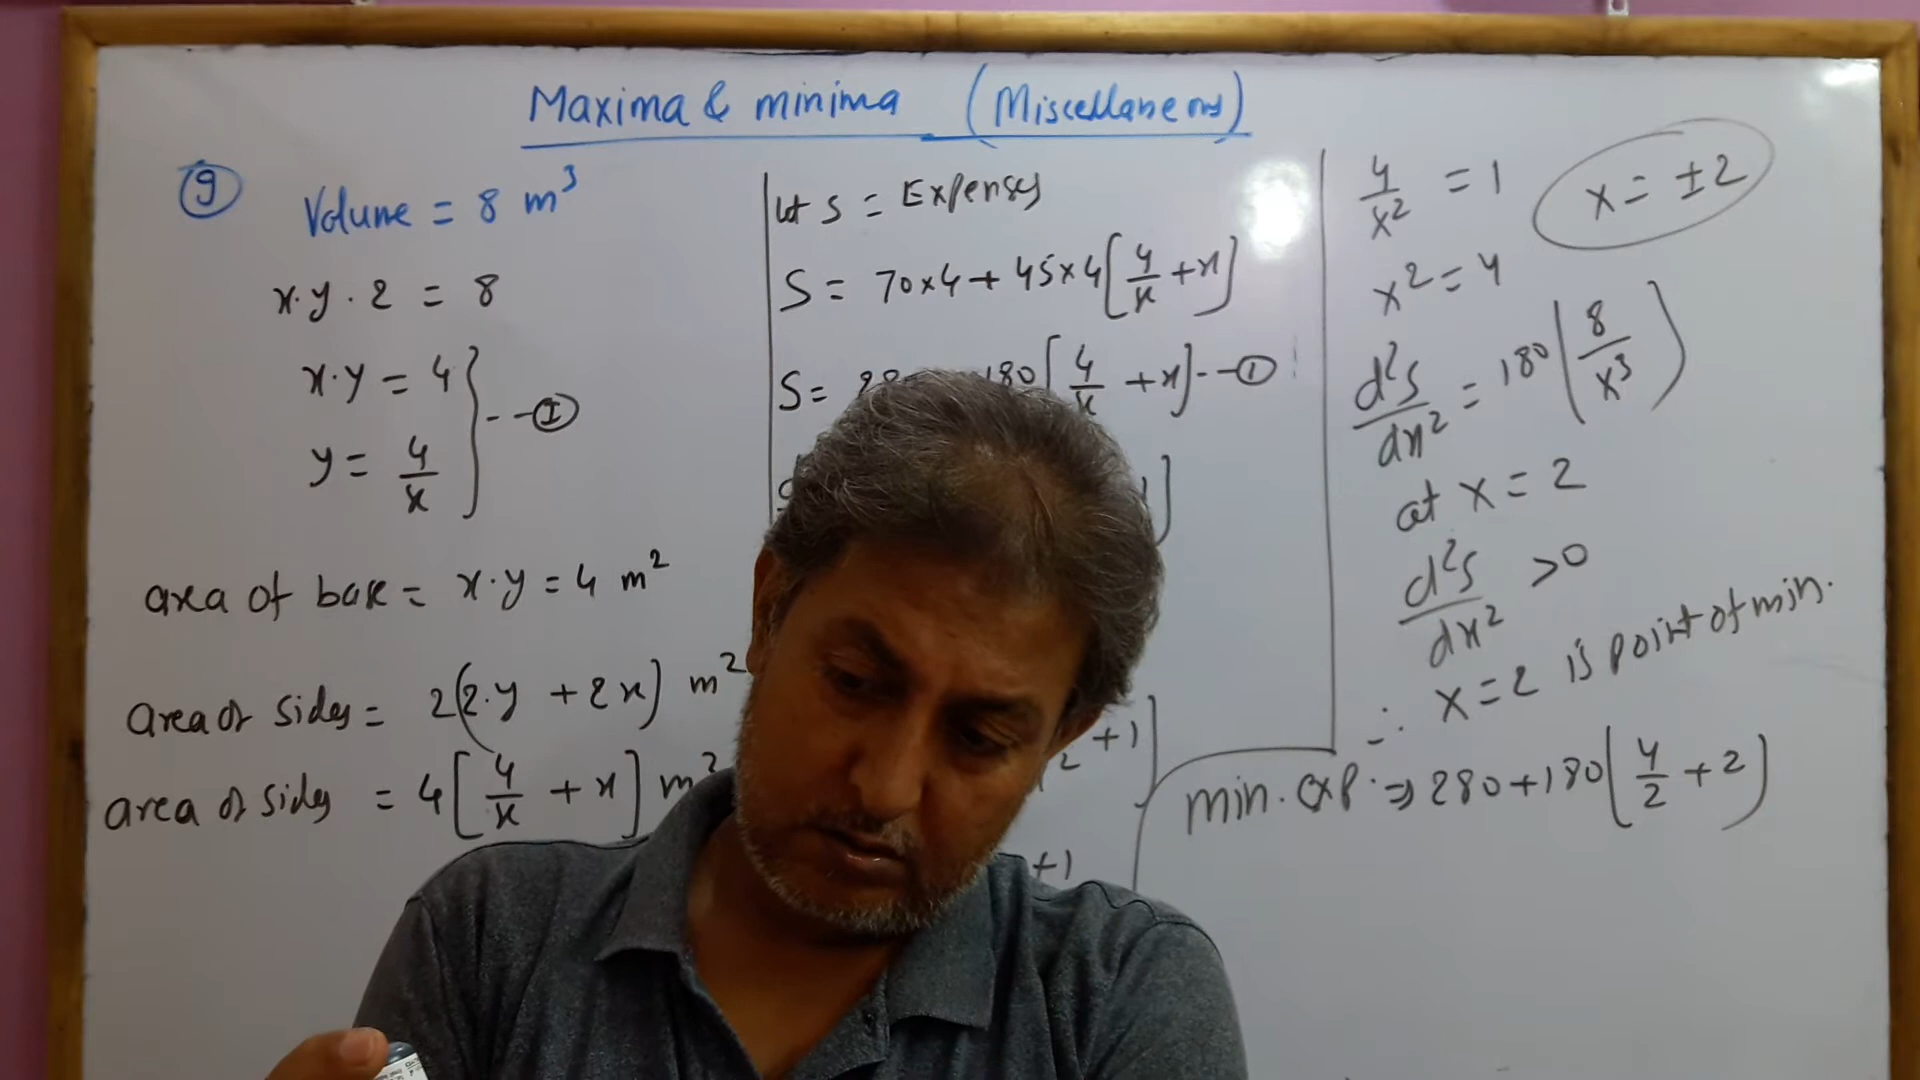 Maxima & minima (Miscellaneous)
9
Volume = 8 m³
x·y·2 = 8
x·y = 4
y = 4/x
--- I
area of base = x·y = 4 m²
area of sides = 2(2·y + 2x) m²
area of sides = 4[4/x + x] m²
let S = Expenses
S = 70×4 + 45×4[4/x + x]
S = 180[4/x + x] --- I
+1]
+1
4/x² = 1
x = ±2
x² = 4
d²s/dx² = 180(8/x³)
at x = 2
d²s/dx² >0
∴ x = 2 is point of min.
min. exp. ⇒ 280+180(4/2 + 2)